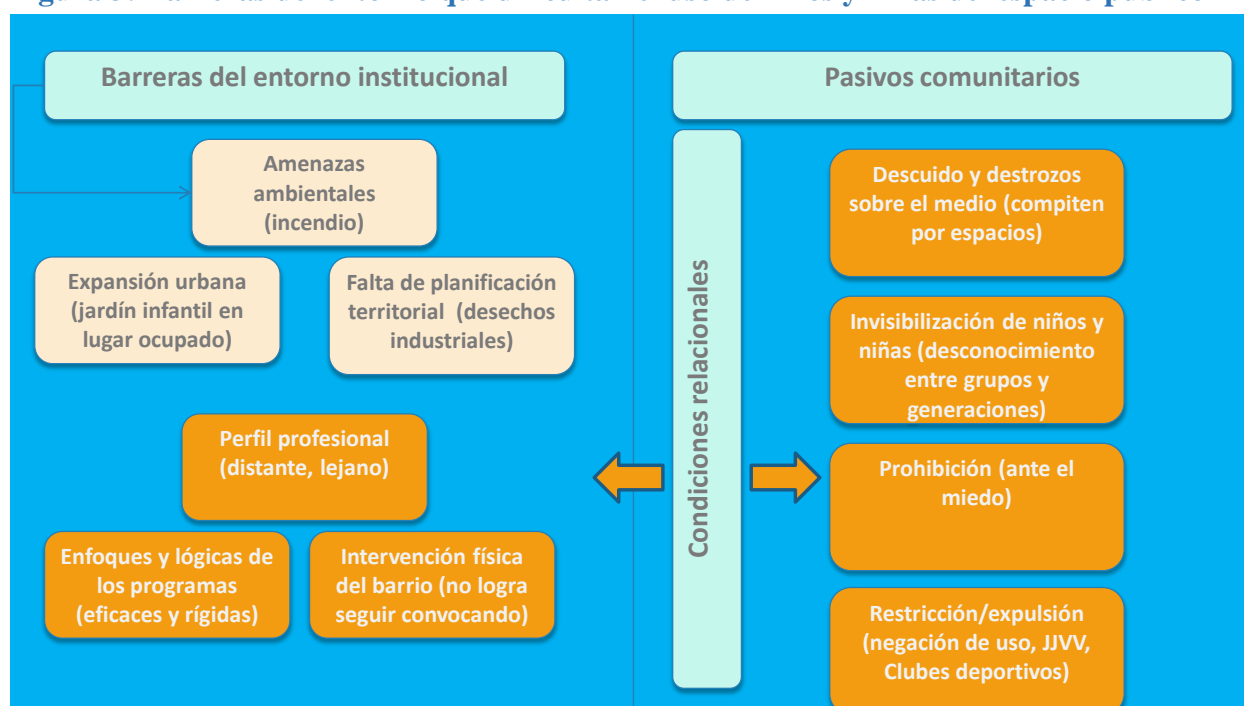 Barreras del entorno institucional
Amenazas
ambientales
(incendio)
Expansión urbana
(jardín infantil en
lugar ocupado)
Falta de planificación
territorial (desechos
industriales)
Perfil profesional
(distante, lejano)
Enfoques y lógicas de
los programas
(eficaces y rígidas)
Intervención física
del barrio (no logra
seguir convocando)
Pasivos comunitarios
Condiciones relacionales
Descuido y destrozos
sobre el medio (compiten
por espacios)
Invisibilización de niños y
niñas (desconocimiento
entre grupos y
generaciones)
Prohibición (ante el
miedo)
Restricción/expulsión
(negación de uso, JJVV,
Clubes deportivos)